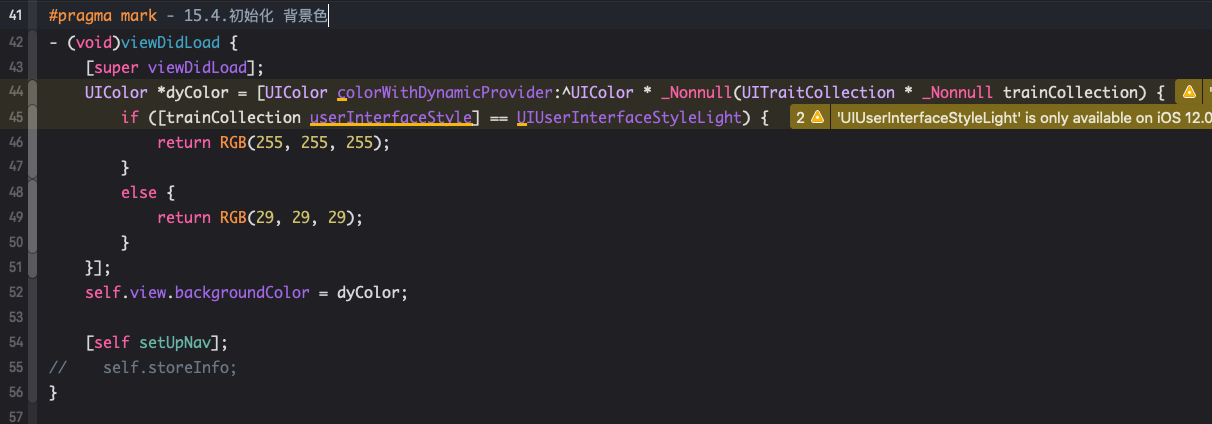 41 #pragma mark - 15.4.初始化 背景色
42 - (void)viewDidLoad {
43 [super viewDidLoad];
44 UIColor *dyColor = [UIColor colorWithDynamicProvider:^UIColor * _Nonnull(UITraitCollection * _Nonnull trainCollection) { '
45 if ([trainCollection userInterfaceStyle] == UIUserInterfaceStyleLight) { 2 'UIUserInterfaceStyleLight' is only available on iOS 12.0
46 return RGB(255, 255, 255);
47 }
48 else {
49 return RGB(29, 29, 29);
50 }
51 }];
52 self.view.backgroundColor = dyColor;
53
54 [self setUpNav];
55 // self.storeInfo;
56 }
57